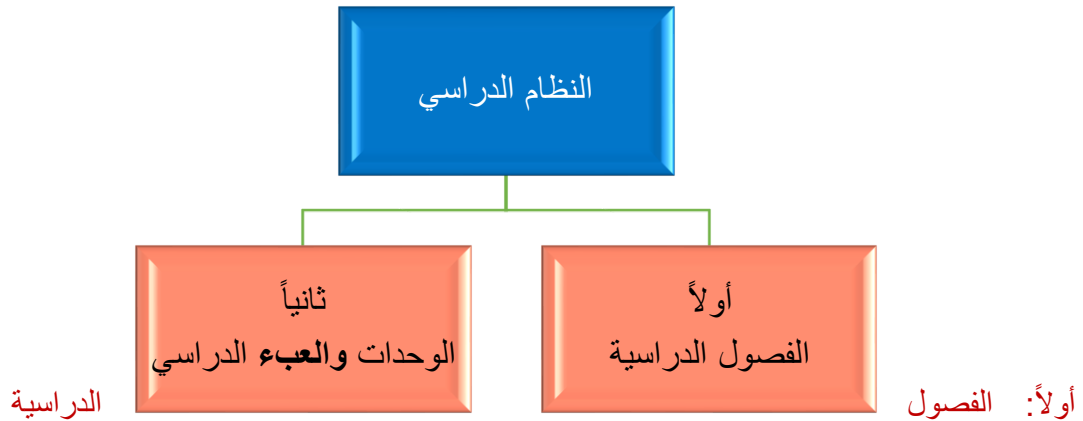 النظام الدراسي
أولاً
الفصول الدراسية
ثانياً
الوحدات والعبء الدراسي
أولاً: الفصول الدراسية